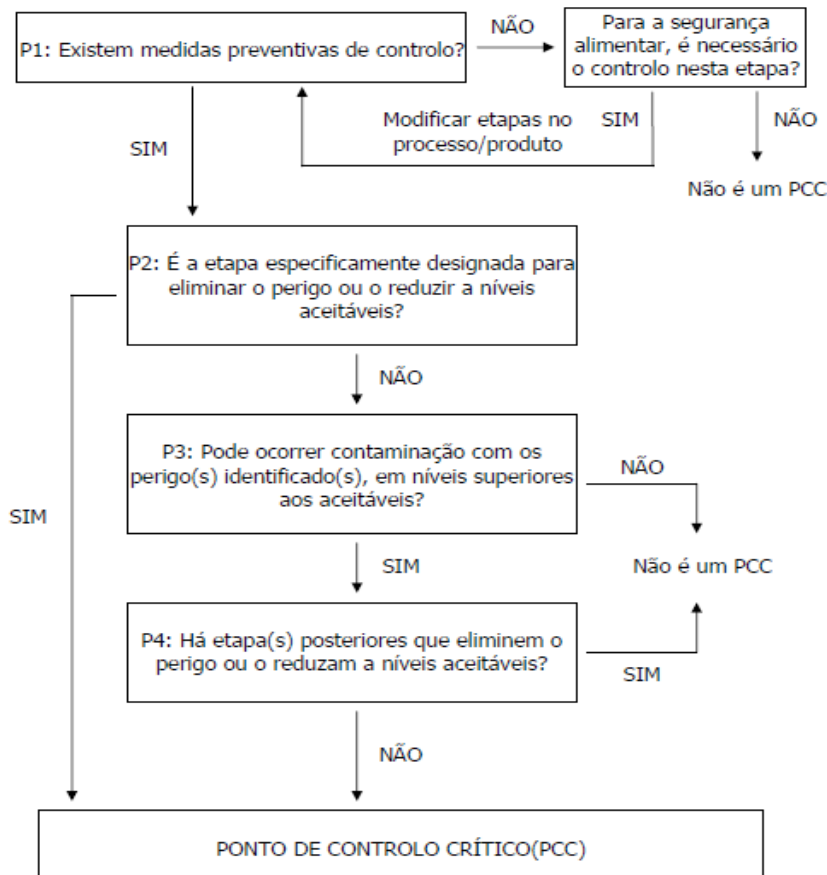 P1: Existem medidas preventivas de controlo?
NÃO
Para a segurança
alimentar, é necessário
o controlo nesta etapa?
SIM
Modificar etapas no
processo/produto
SIM
NÃO
Não é um PCC
P2: É a etapa especificamente designada para
eliminar o perigo ou o reduzir a níveis
aceitáveis?
NÃO
SIM
P3: Pode ocorrer contaminação com os
perigo(s) identificado(s), em níveis superiores
aos aceitáveis?
NÃO
SIM
Não é um PCC
P4: Há etapa(s) posteriores que eliminem o
perigo ou o reduzam a níveis aceitáveis?
SIM
NÃO
PONTO DE CONTROLO CRÍTICO(PCC)